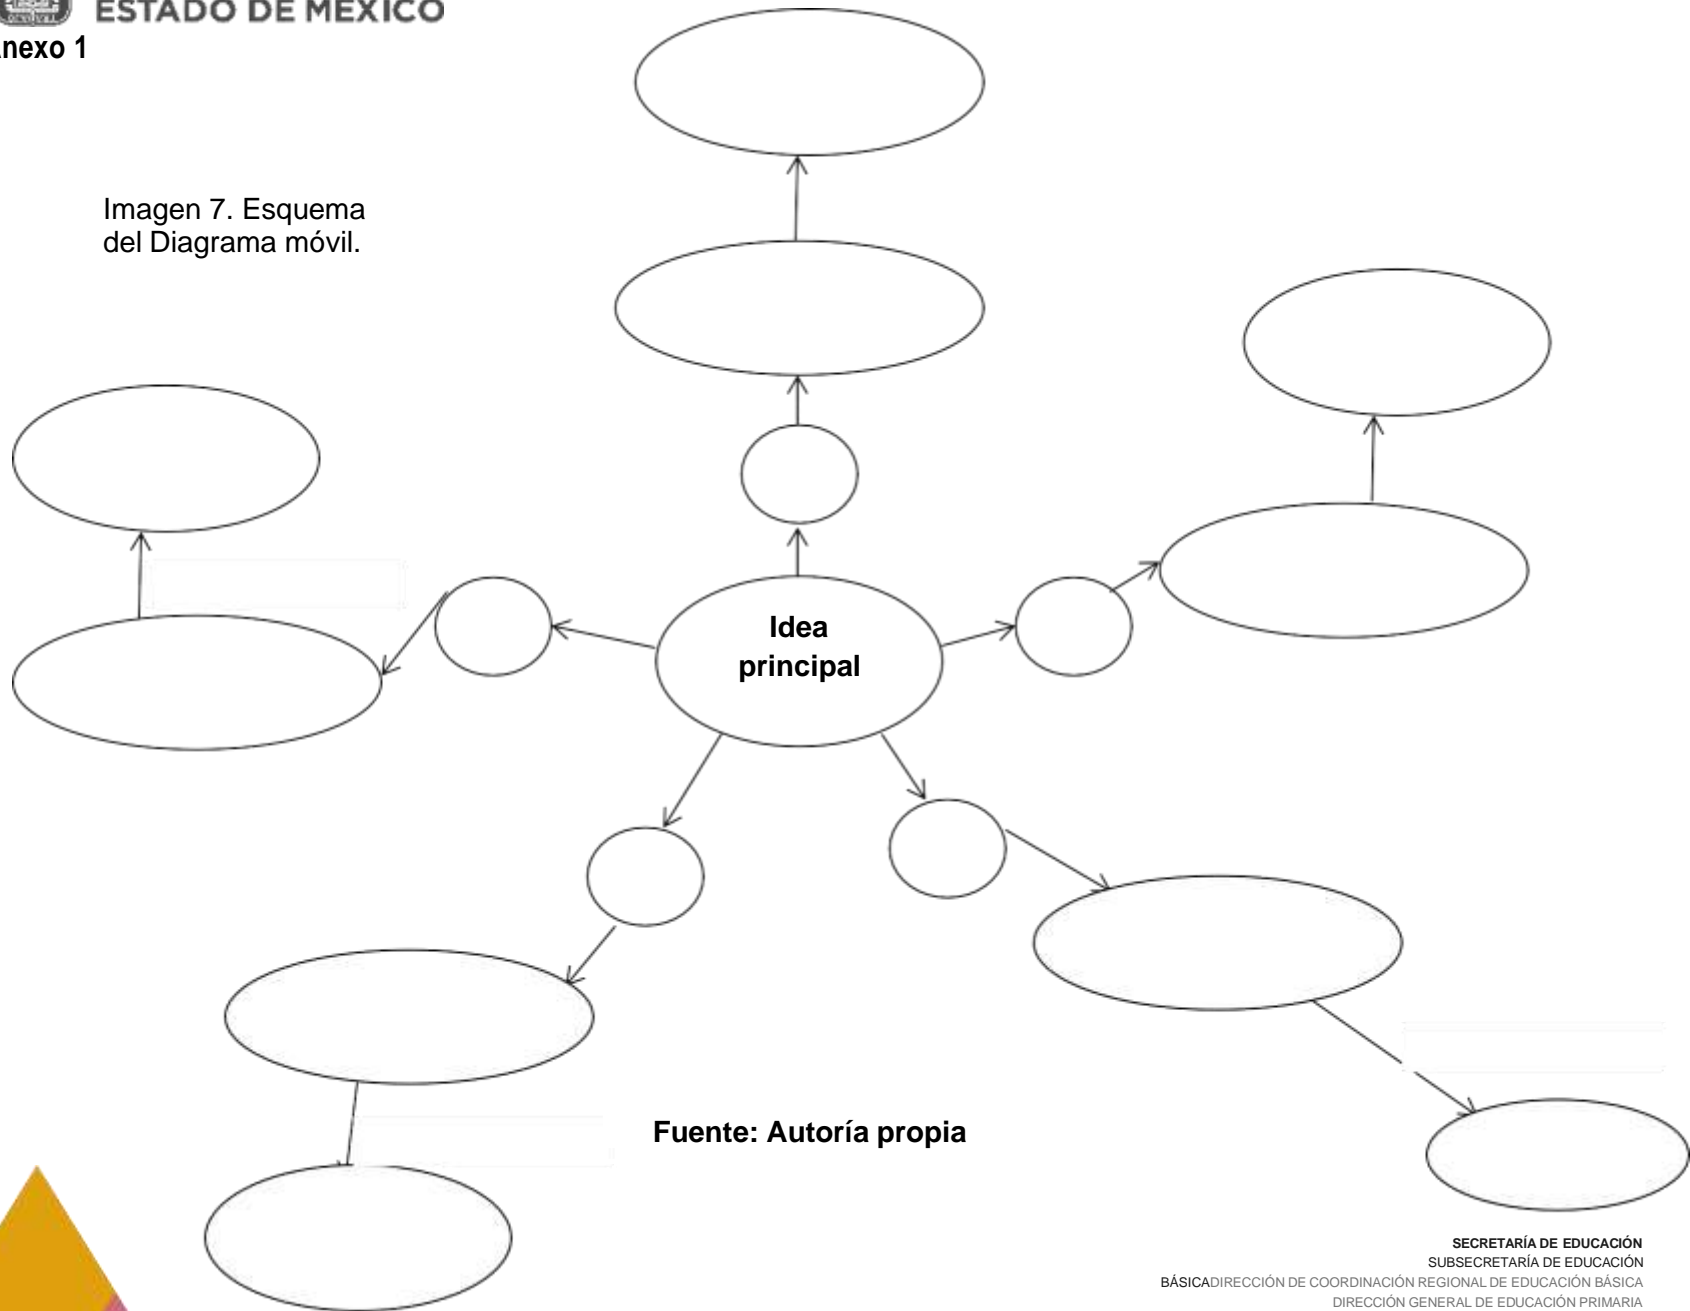 ESTADO DE MÉXICO
Anexo 1
Imagen 7. Esquema
del Diagrama móvil.
Idea
principal
Fuente: Autoría propia
SECRETARÍA DE EDUCACIÓN
SUBSECRETARÍA DE EDUCACIÓN
BÁSICADIRECCIÓN DE COORDINACIÓN REGIONAL DE EDUCACIÓN BÁSICA
DIRECCIÓN GENERAL DE EDUCACIÓN PRIMARIA